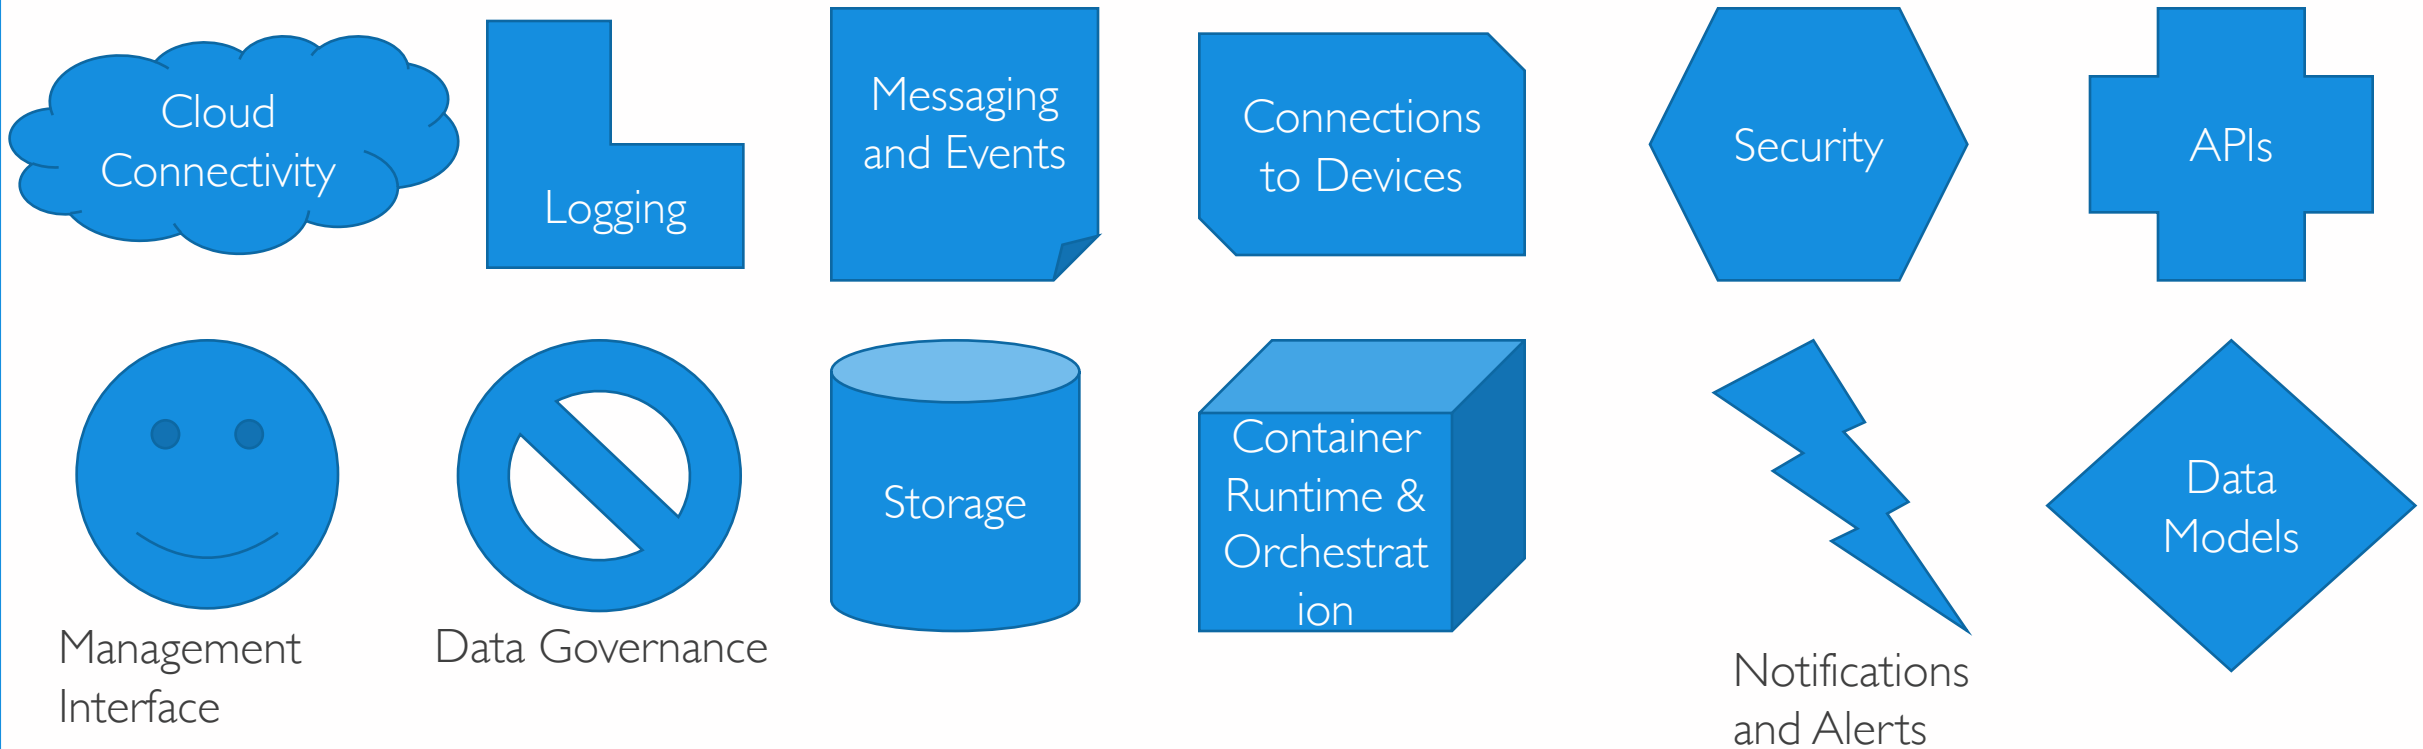 Cloud
Connectivity
Logging
Messaging
and Events
Connections
to Devices
Security
APIs
Management
Interface
Data Governance
Storage
Container
Runtime &
Orchestrat
ion
Notifications
and Alerts
Data
Models